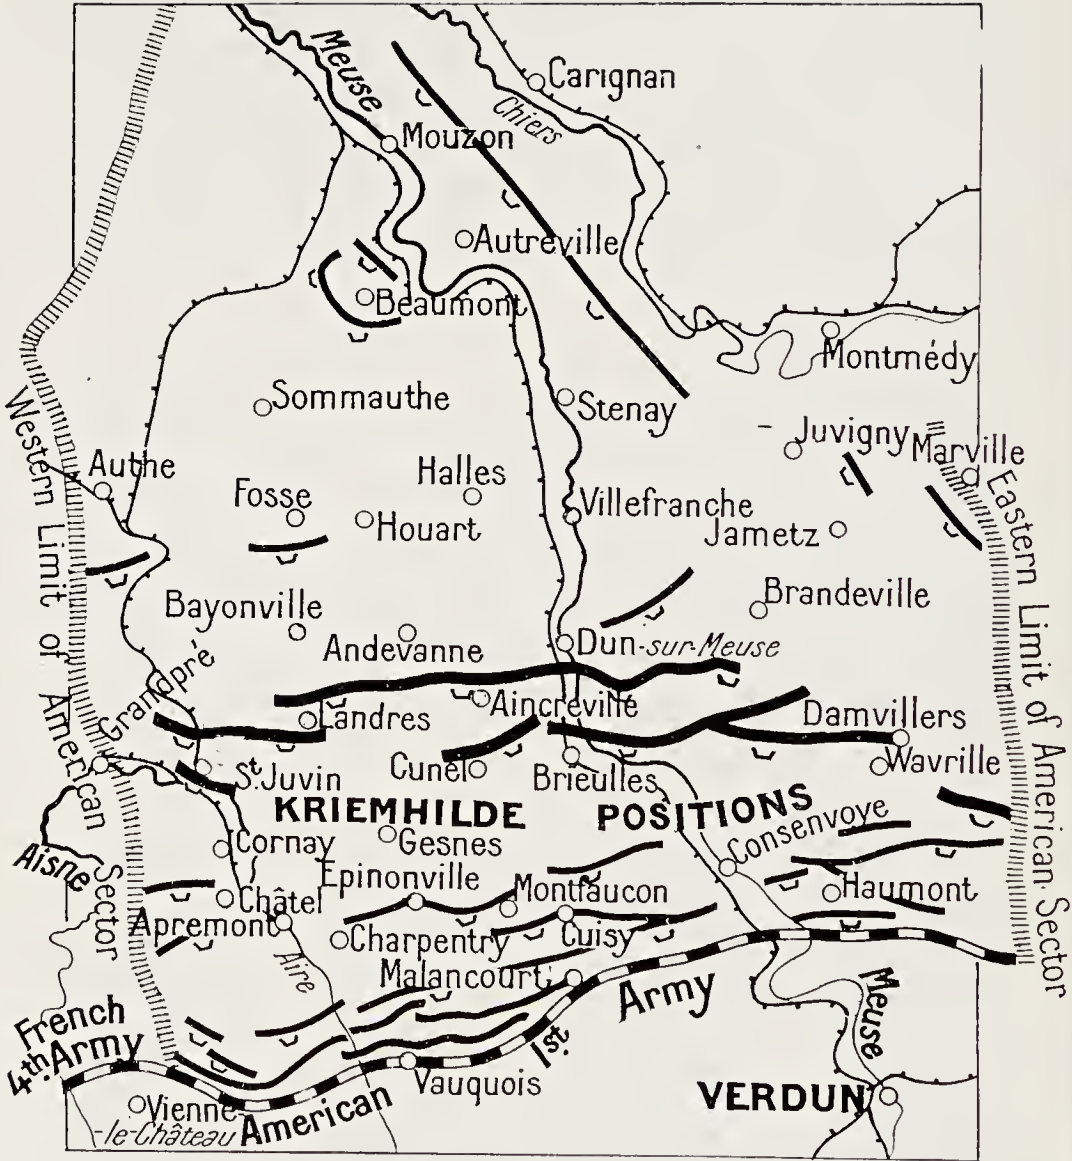 Meuse
Carignan
Chiers
Mouzon
Autreville
Beaumont
Montmédy
Sommauthe
Stenay
Juvigny
Marville
Western Limit of American Sector
Authe
Halles
Fosse
Houart
Villefranche
Jametz
Eastern Limit of American Sector
Bayonville
Brandeville
Andevanne
Dun-sur-Meuse
Grandpré
Landres
Aincreville
Damvillers
St. Juvin
Cunel
Brieulles
Wavrille
KRIEMHILDE POSITIONS
Aisne
Cornay
Gesnes
Consenvoye
Epinonville
Châtel
Montfaucon
Haumont
Apremont
Charpentry
Cuisy
Aire
Malancourt
French
4th. Army
1st. American Army
Meuse
Vauquois
VERDUN
Vienne-
-le-Château